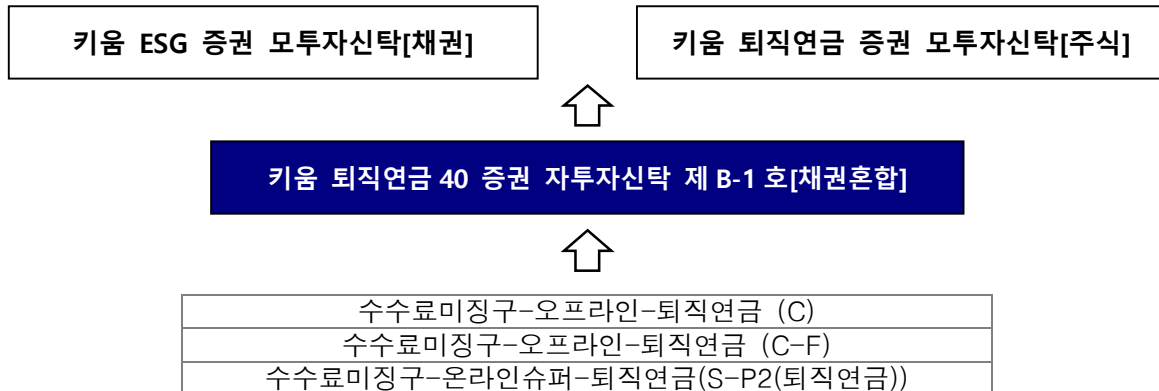 키움 ESG 증권 모투자신탁[채권]
키움 퇴직연금 증권 모투자신탁[주식]
키움 퇴직연금 40 증권 자투자신탁 제 B-1 호[채권혼합]
수수료미징구-오프라인-퇴직연금 (C)
수수료미징구-오프라인-퇴직연금 (C-F)
수수료미징구-온라인슈퍼-퇴직연금(S-P2(퇴직연금))